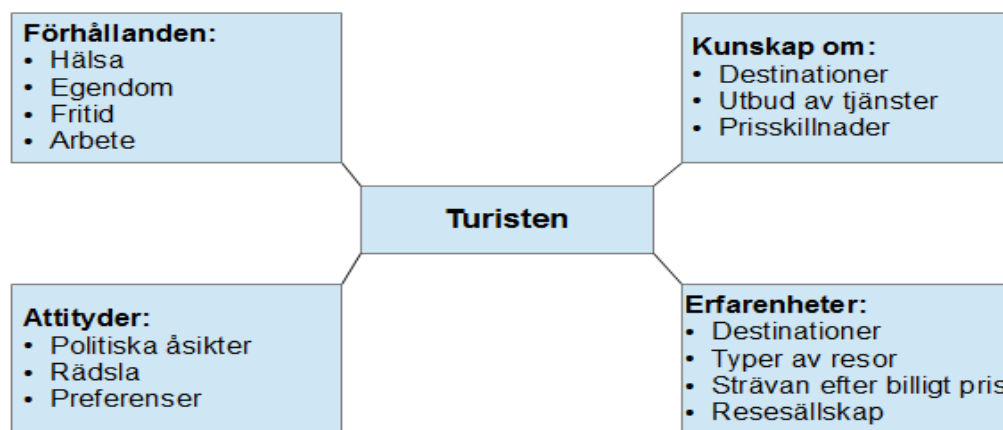 Förhållanden:
• Hälsa
• Egendom
• Fritid
• Arbete
Kunskap om:
• Destinationer
• Utbud av tjänster
• Prisskillnader
Turisten
Attityder:
• Politiska åsikter
• Rädsla
• Preferenser
Erfarenheter:
• Destinationer
• Typer av resor
• Strävan efter billigt pris
• Resesällskap